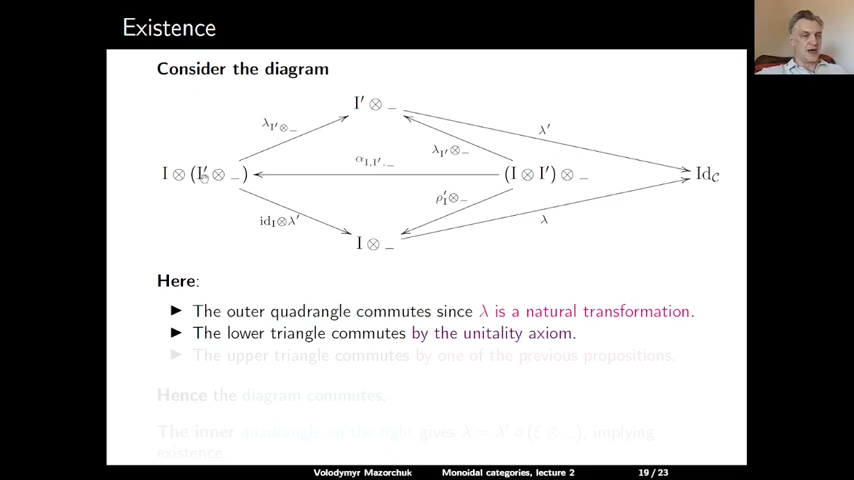 Existence
Consider the diagram
I′ ⊗ _
λ_{I′⊗_}
λ′
λ_{I′}⊗_
α_{I,I′,_}
I ⊗ (I′ ⊗ _)
(I ⊗ I′) ⊗ _
Id_𝒞
ρ′_I⊗_
id_I⊗λ′
λ
I ⊗ _
Here:
▶ The outer quadrangle commutes since λ is a natural transformation.
▶ The lower triangle commutes by the unitality axiom.
▶ The upper triangle commutes by one of the previous propositions.
Hence the diagram commutes.
The inner quadrangle on the right gives λ = λ′ ∘ (ξ ⊗ _), implying
existence
Volodymyr Mazorchuk Monoidal categories, lecture 2 19 / 23